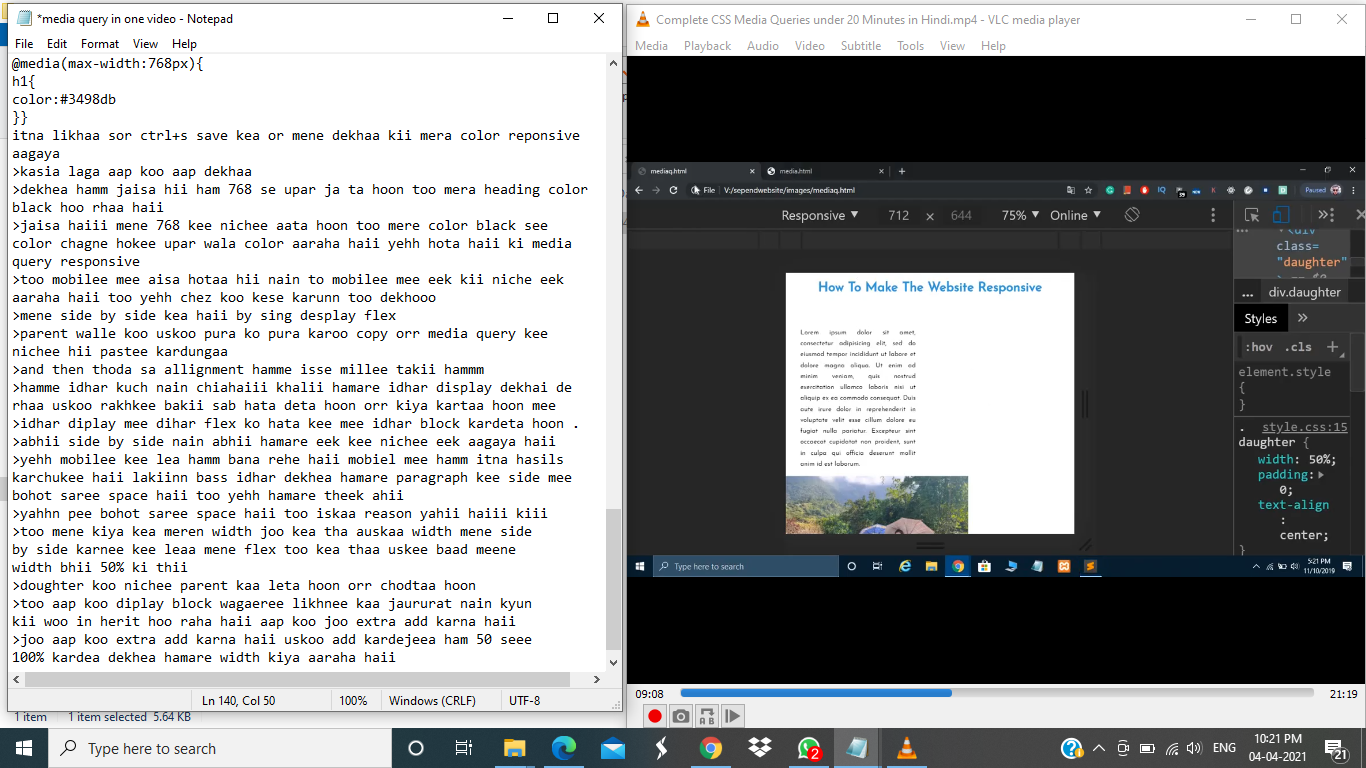 *media query in one video - Notepad
File Edit Format View Help
@media(max-width:768px){
h1{
color:#3498db
}}
itna likhaa sor ctrl+s save kea or mene dekhaa kii mera color reponsive
aagaya
>kasia laga aap koo aap dekhaa
>dekhea hamm jaisa hii ham 768 se upar ja ta hoon too mera heading color
black hoo rhaa haii
>jaisa haiii mene 768 kee nichee aata hoon too mere color black see
color chagne hokee upar wala color aaraha haii yehh hota haii ki media
query responsive
>too mobilee mee aisa hotaa hii nain to mobilee mee eek kii niche eek
aaraha haii too yehh chez koo kese karunn too dekhooo
>mene side by side kea haii by sing desplay flex
>parent walle koo uskoo pura ko pura karoo copy orr media query kee
nichee hii pastee kardungaa
>and then thoda sa allignment hamme isse millee takii hammm
>hamme idhar kuch nain chiahaiii khalii hamare idhar display dekhai de
rhaa uskoo rakhkee bakii sab hata deta hoon orr kiya kartaa hoon mee
>idhar diplay mee dihar flex ko hata kee mee idhar block kardeta hoon .
>abhii side by side nain abhii hamare eek kee nichee eek aagaya haii
>yehh mobilee kee lea hamm bana rehe haii mobiel mee hamm itna hasils
karchukee haii lakiinn bass idhar dekhea hamare paragraph kee side mee
bohot saree space haii too yehh hamare theek ahii
>yahhn pee bohot saree space haii too iskaa reason yahii haiii kiii
>too mene kiya kea meren width joo kea tha auskaa width mene side
by side karnee kee leaa mene flex too kea thaa uskee baad meene
width bhii 50% ki thii
>doughter koo nichee parent kaa leta hoon orr chodtaa hoon
>too aap koo diplay block wagaeree likhnee kaa jaururat nain kyun
kii woo in herit hoo raha haii aap koo joo extra add karna haii
>joo aap koo extra add karna haii uskoo add kardejeea ham 50 seee
100% kardea dekhea hamare width kiya aaraha haii
Ln 140, Col 50 100% Windows (CRLF) UTF-8
1 item 1 item selected 5.64 KB
Complete CSS Media Queries under 20 Minutes in Hindi.mp4 - VLC media player
Media Playback Audio Video Subtitle Tools View Help
mediaq.html media.html
File V:/sependwebsite/images/mediaq.html Paused
Responsive 712 × 644 75% Online
How To Make The Website Responsive
Lorem ipsum dolor sit amet,
consectetur adipisicing elit, sed do
eiusmod tempor incididunt ut labore et
dolore magna aliqua. Ut enim ad
minim veniam, quis nostrud
exercitation ullamco laboris nisi ut
aliquip ex ea commodo consequat. Duis
aute irure dolor in reprehenderit in
voluptate velit esse cillum dolore eu
fugiat nulla pariatur. Excepteur sint
occaecat cupidatat non proident, sunt
in culpa qui officia deserunt mollit
anim id est laborum.
<div
class=
"daughter"
... div.daughter
Styles
:hov .cls +
element.style
{
}
. style.css:15
daughter {
width: 50%;
padding:
0;
text-align
:
center;
}
Type here to search
5:21 PM
11/10/2019
09:08 21:19
Type here to search
2
ENG
10:21 PM
04-04-2021
21